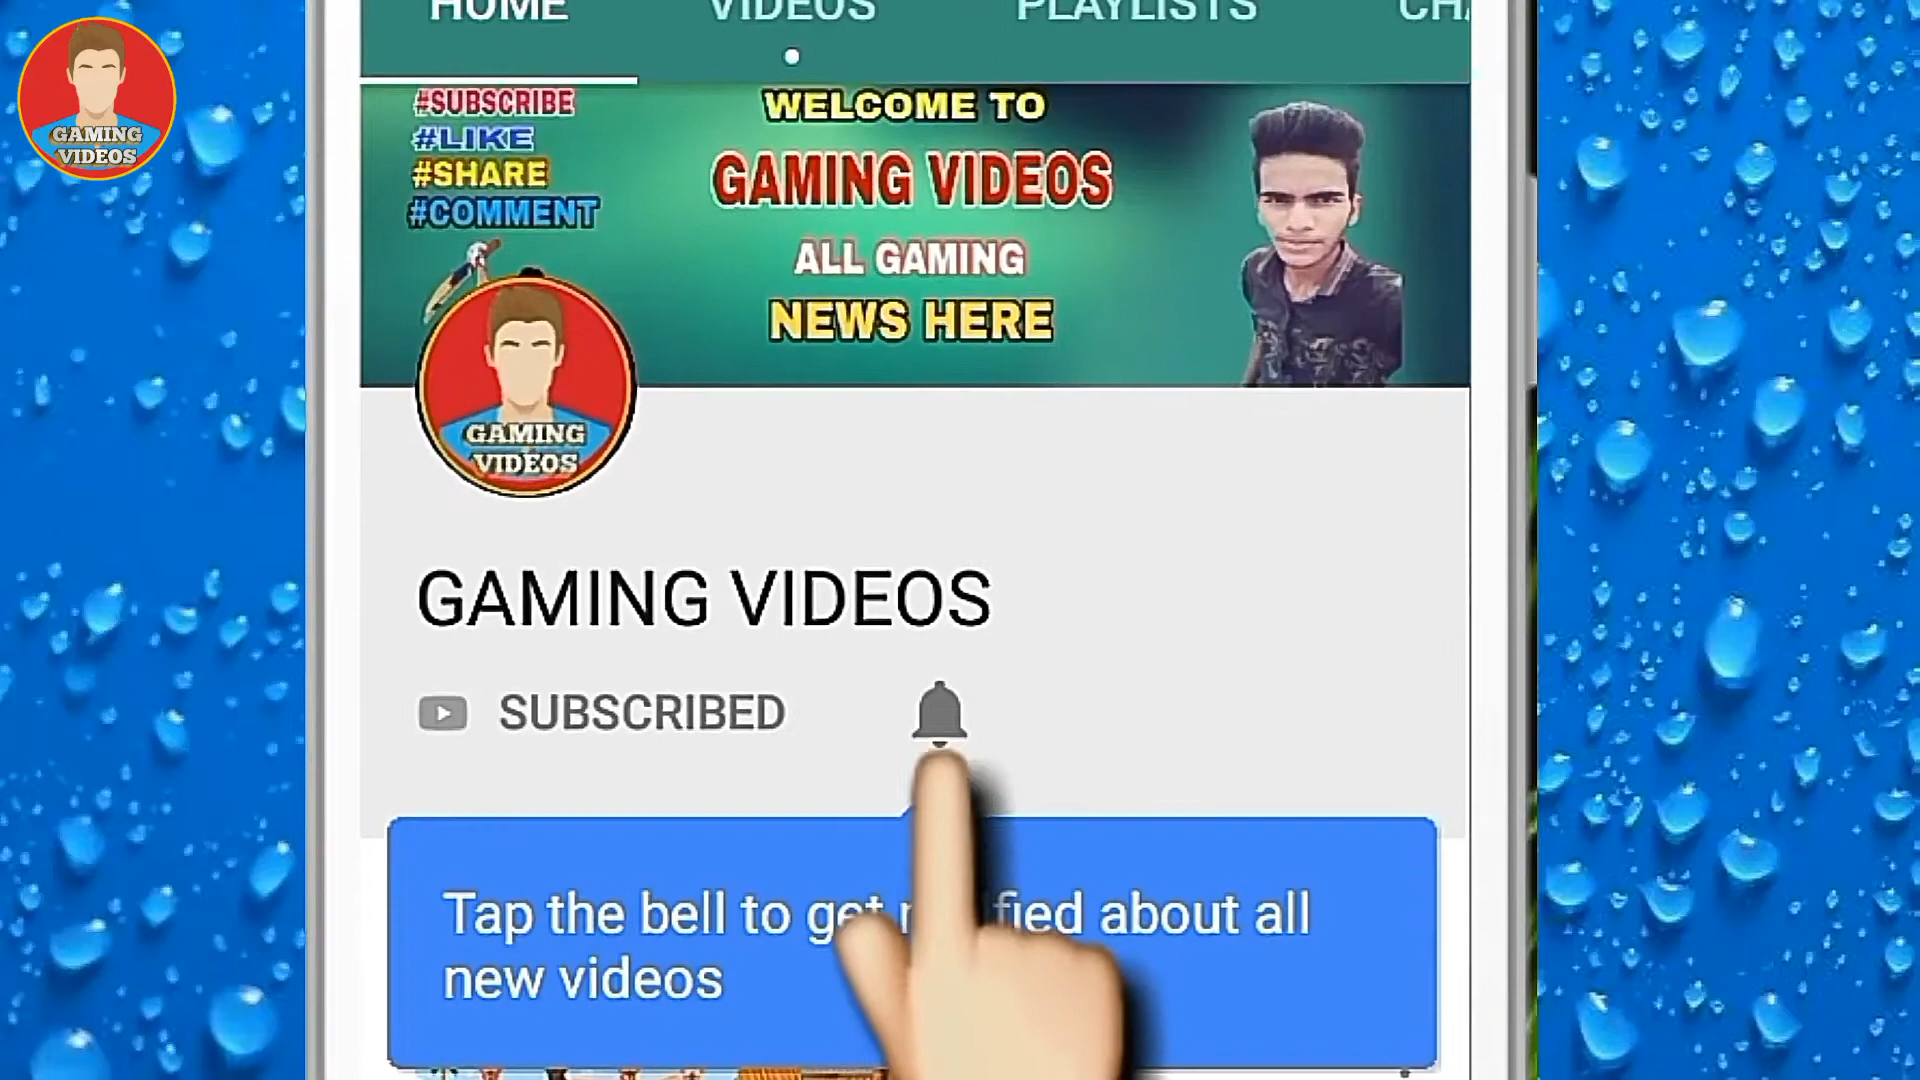 HOME VIDEOS PLAYLISTS
GAMING
VIDEOS
#SUBSCRIBE
#LIKE
#SHARE
#COMMENT
WELCOME TO
GAMING VIDEOS
ALL GAMING
NEWS HERE
GAMING
VIDEOS
GAMING VIDEOS
SUBSCRIBED
Tap the bell to get notified about all
new videos